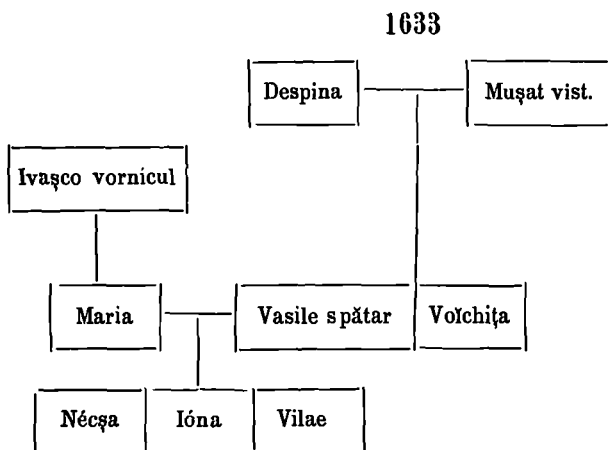 1633
Despina Mușat vist.
Ivașco vornicul
Maria Vasile spătar Voĭchița
Nécșa Ióna Vilae